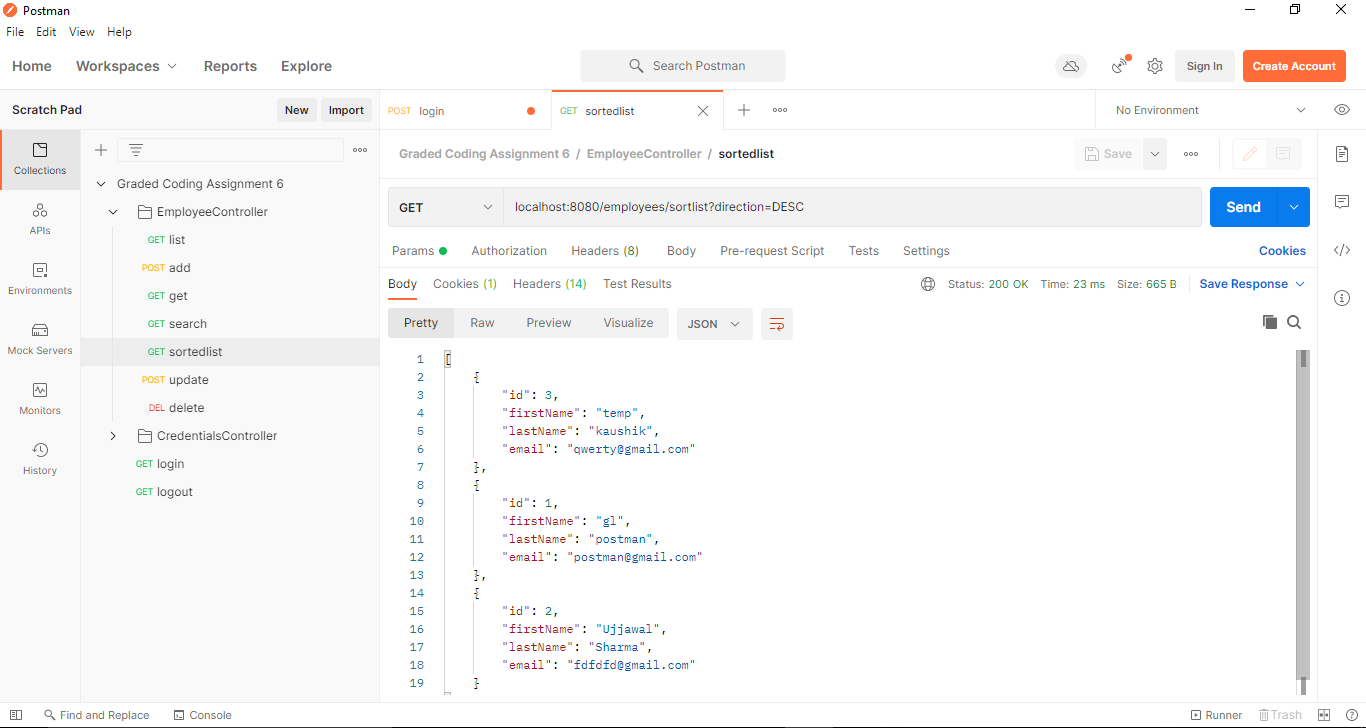 Postman
File Edit View Help
Home Workspaces Reports Explore Search Postman Sign In Create Account
Scratch Pad New Import
POST login GET sortedlist No Environment
Collections
APIs
Environments
Mock Servers
Monitors
History
Graded Coding Assignment 6
EmployeeController
GET list
POST add
GET get
GET search
GET sortedlist
POST update
DEL delete
CredentialsController
GET login
GET logout
Graded Coding Assignment 6 / EmployeeController / sortedlist Save
GET localhost:8080/employees/sortlist?direction=DESC Send
Params Authorization Headers (8) Body Pre-request Script Tests Settings Cookies
Body Cookies (1) Headers (14) Test Results Status: 200 OK Time: 23 ms Size: 665 B Save Response
Pretty Raw Preview Visualize JSON
1 [
2 {
3 "id": 3,
4 "firstName": "temp",
5 "lastName": "kaushik",
6 "email": "qwerty@gmail.com"
7 },
8 {
9 "id": 1,
10 "firstName": "gl",
11 "lastName": "postman",
12 "email": "postman@gmail.com"
13 },
14 {
15 "id": 2,
16 "firstName": "Ujjawal",
17 "lastName": "Sharma",
18 "email": "fdfdfd@gmail.com"
19 }
Find and Replace Console Runner Trash